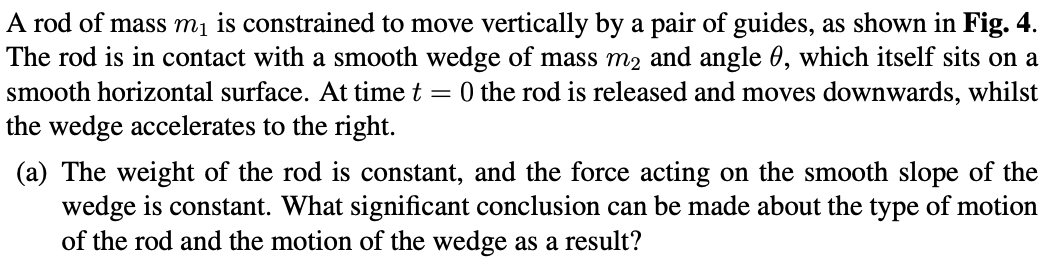 A rod of mass m₁ is constrained to move vertically by a pair of guides, as shown in Fig. 4.
The rod is in contact with a smooth wedge of mass m₂ and angle θ, which itself sits on a
smooth horizontal surface. At time t = 0 the rod is released and moves downwards, whilst
the wedge accelerates to the right.
(a) The weight of the rod is constant, and the force acting on the smooth slope of the
wedge is constant. What significant conclusion can be made about the type of motion
of the rod and the motion of the wedge as a result?